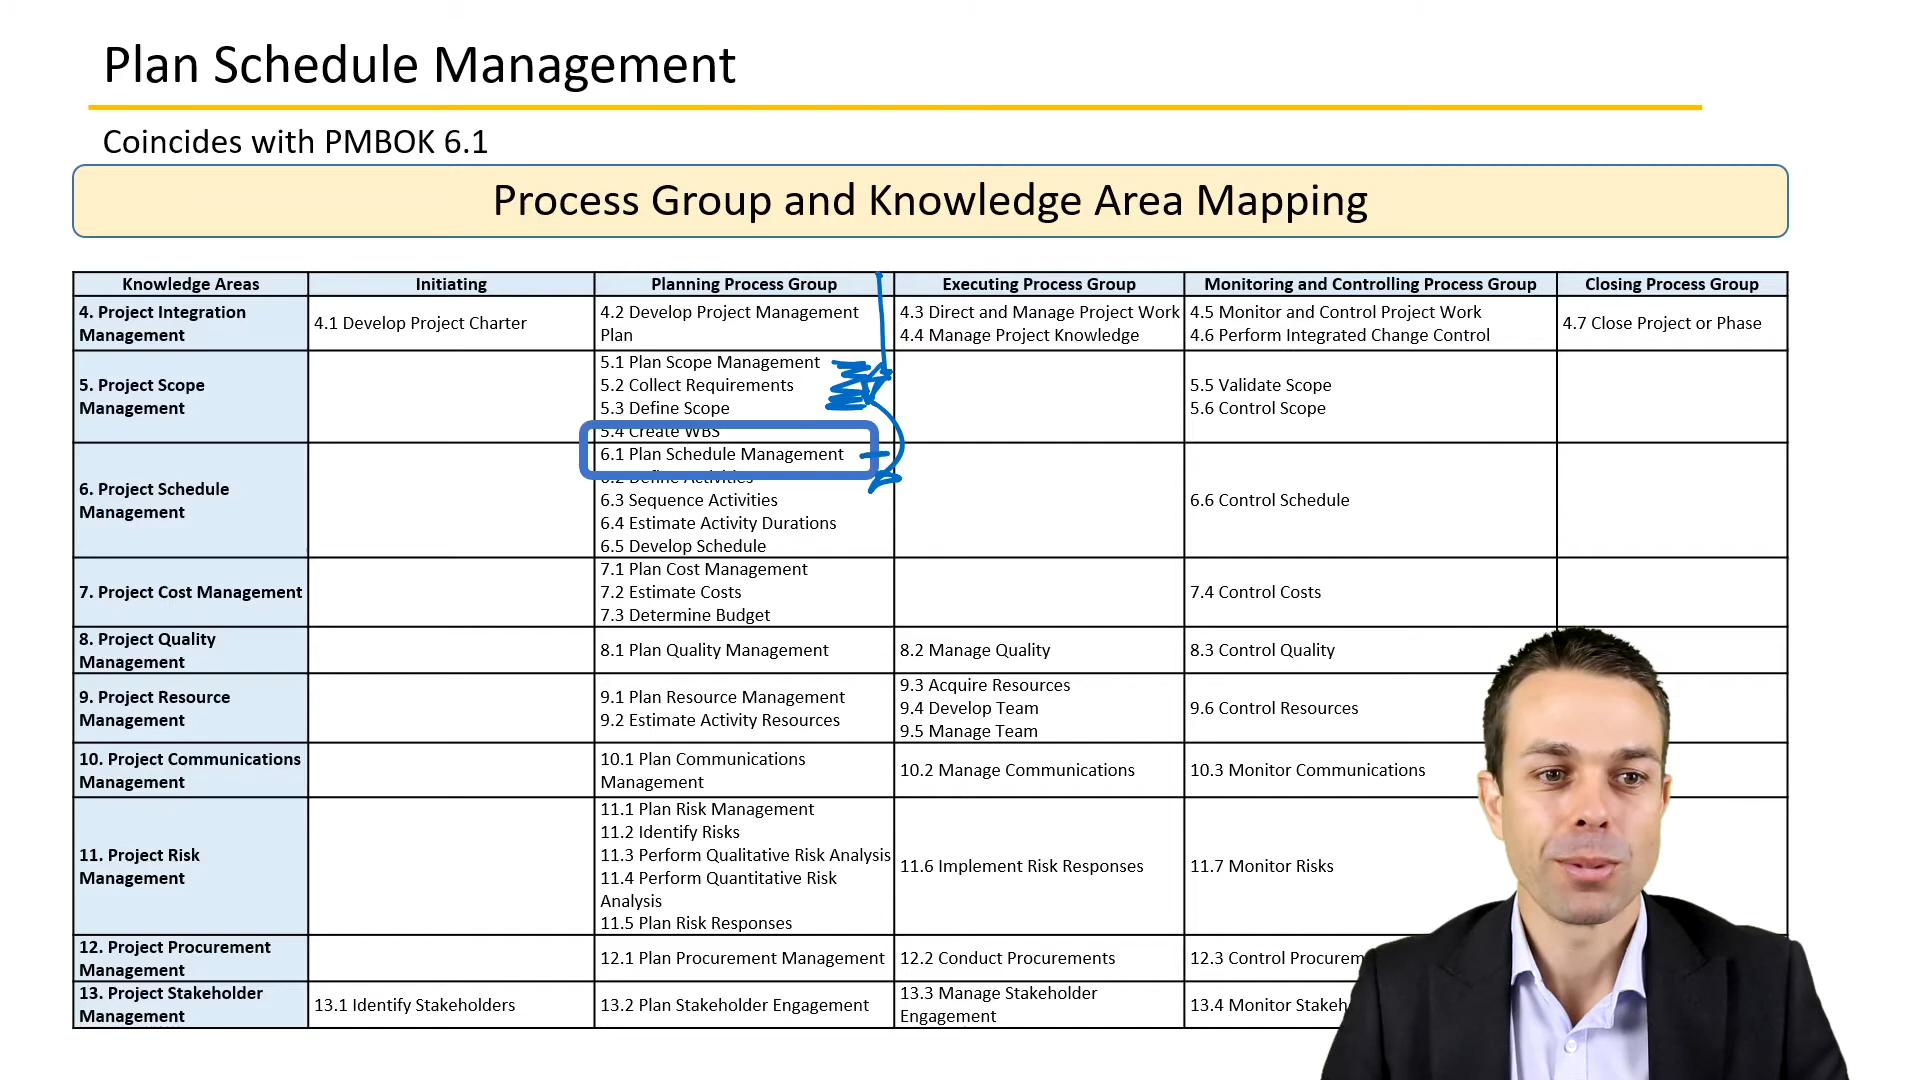 Plan Schedule Management
Coincides with PMBOK 6.1
Process Group and Knowledge Area Mapping
Knowledge Areas Initiating Planning Process Group Executing Process Group Monitoring and Controlling Process Group Closing Process Group
4. Project Integration
Management
4.1 Develop Project Charter
4.2 Develop Project Management
Plan
4.3 Direct and Manage Project Work
4.4 Manage Project Knowledge
4.5 Monitor and Control Project Work
4.6 Perform Integrated Change Control
4.7 Close Project or Phase
5. Project Scope
Management
5.1 Plan Scope Management
5.2 Collect Requirements
5.3 Define Scope
5.4 Create WBS
5.5 Validate Scope
5.6 Control Scope
6. Project Schedule
Management
6.1 Plan Schedule Management
6.2 Define Activities
6.3 Sequence Activities
6.4 Estimate Activity Durations
6.5 Develop Schedule
6.6 Control Schedule
7. Project Cost Management
7.1 Plan Cost Management
7.2 Estimate Costs
7.3 Determine Budget
7.4 Control Costs
8. Project Quality
Management
8.1 Plan Quality Management
8.2 Manage Quality
8.3 Control Quality
9. Project Resource
Management
9.1 Plan Resource Management
9.2 Estimate Activity Resources
9.3 Acquire Resources
9.4 Develop Team
9.5 Manage Team
9.6 Control Resources
10. Project Communications
Management
10.1 Plan Communications
Management
10.2 Manage Communications
10.3 Monitor Communications
11. Project Risk
Management
11.1 Plan Risk Management
11.2 Identify Risks
11.3 Perform Qualitative Risk Analysis
11.4 Perform Quantitative Risk
Analysis
11.5 Plan Risk Responses
11.6 Implement Risk Responses
11.7 Monitor Risks
12. Project Procurement
Management
12.1 Plan Procurement Management
12.2 Conduct Procurements
12.3 Control Procurem
13. Project Stakeholder
Management
13.1 Identify Stakeholders
13.2 Plan Stakeholder Engagement
13.3 Manage Stakeholder
Engagement
13.4 Monitor Stakeh